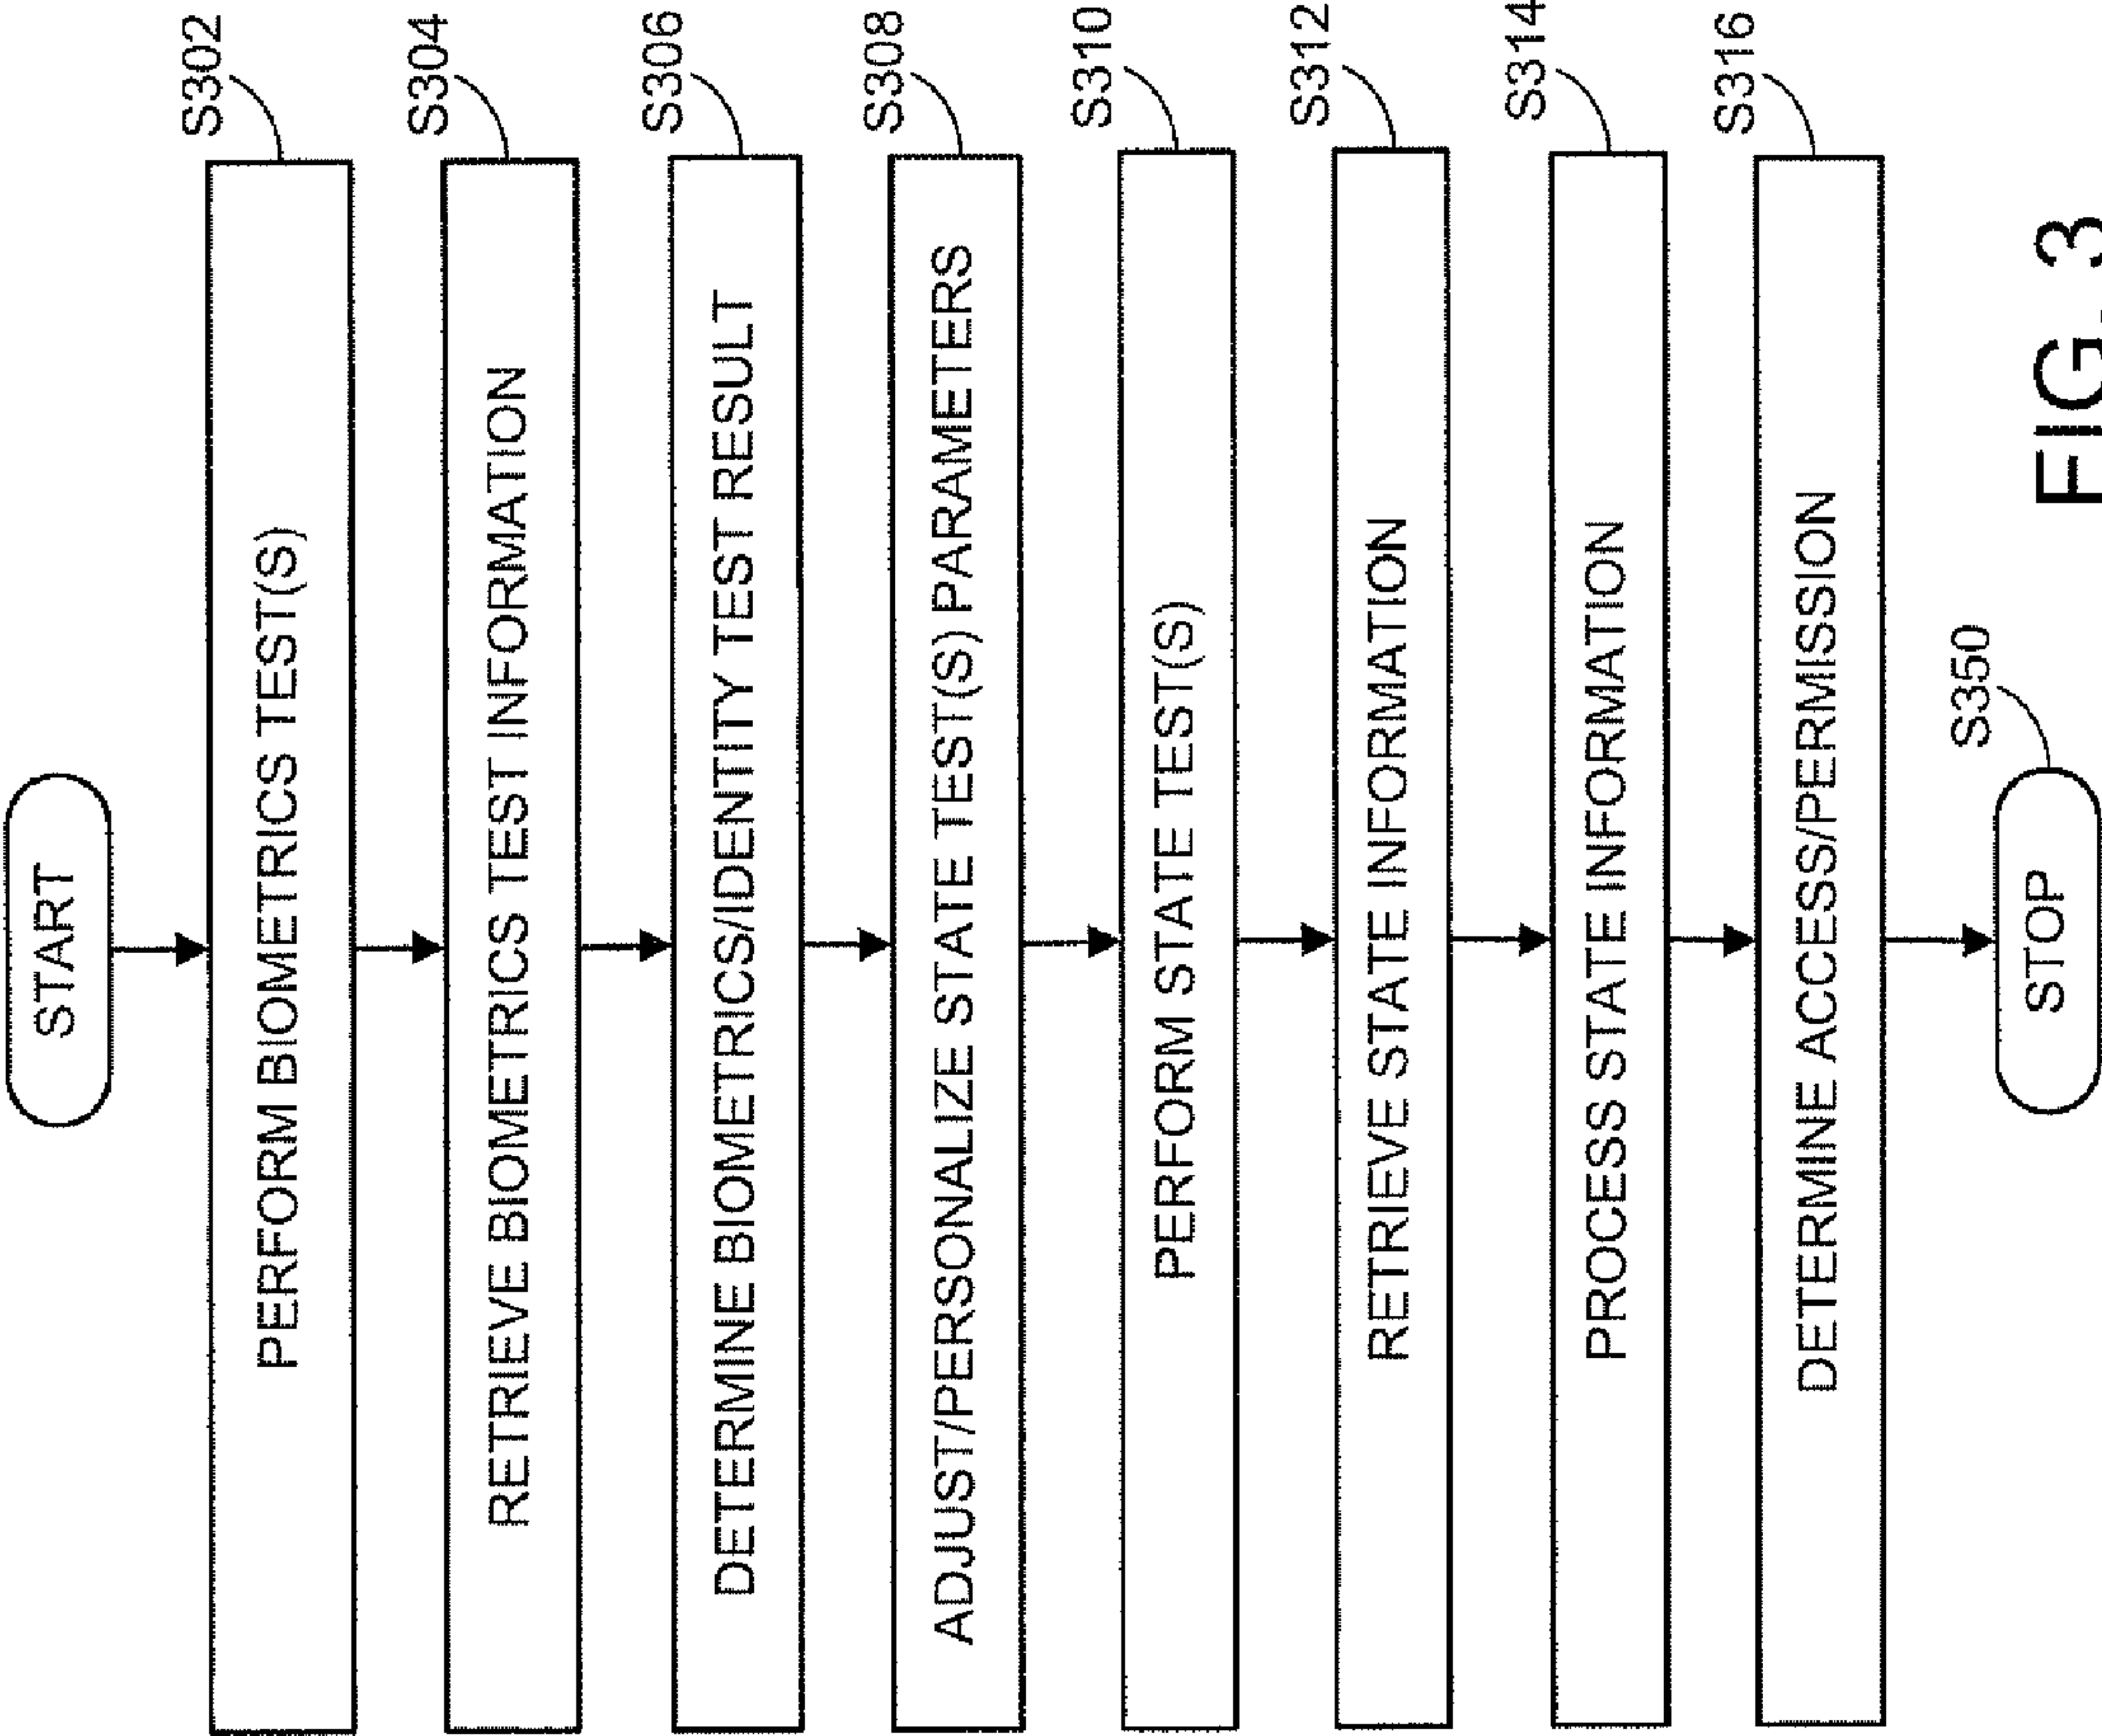 START
S302
PERFORM BIOMETRICS TEST(S)
S304
RETRIEVE BIOMETRICS TEST INFORMATION
S306
DETERMINE BIOMETRICS/IDENTITY TEST RESULT
S308
ADJUST/PERSONALIZE STATE TEST(S) PARAMETERS
S310
PERFORM STATE TEST(S)
S312
RETRIEVE STATE INFORMATION
S314
PROCESS STATE INFORMATION
S316
DETERMINE ACCESS/PERMISSION
S350
STOP
FIG. 3